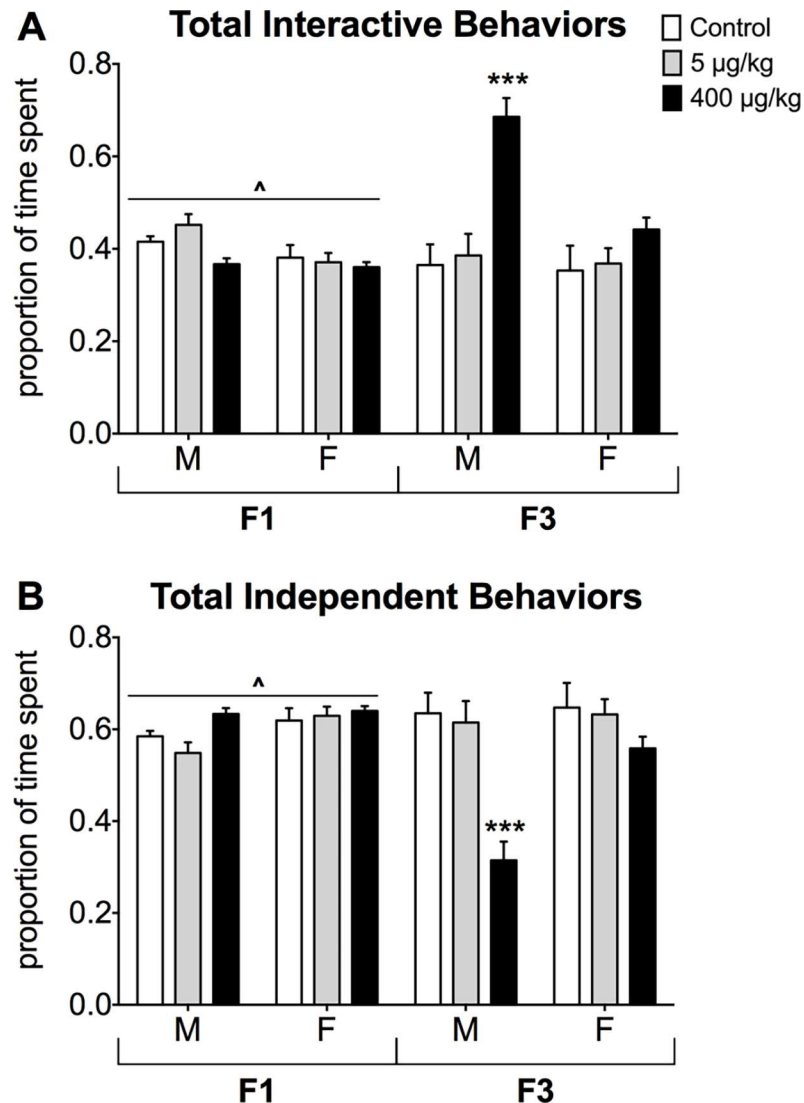 A
Total Interactive Behaviors
Control
5 µg/kg
400 µg/kg
proportion of time spent
0.8
0.6
0.4
0.2
0.0
^
***
M
F
M
F
F1
F3
B
Total Independent Behaviors
proportion of time spent
0.8
0.6
0.4
0.2
0.0
^
***
M
F
M
F
F1
F3